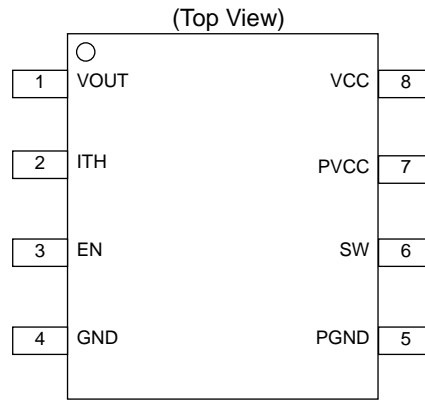 (Top View)
1 VOUT VCC 8
2 ITH PVCC 7
3 EN SW 6
4 GND PGND 5